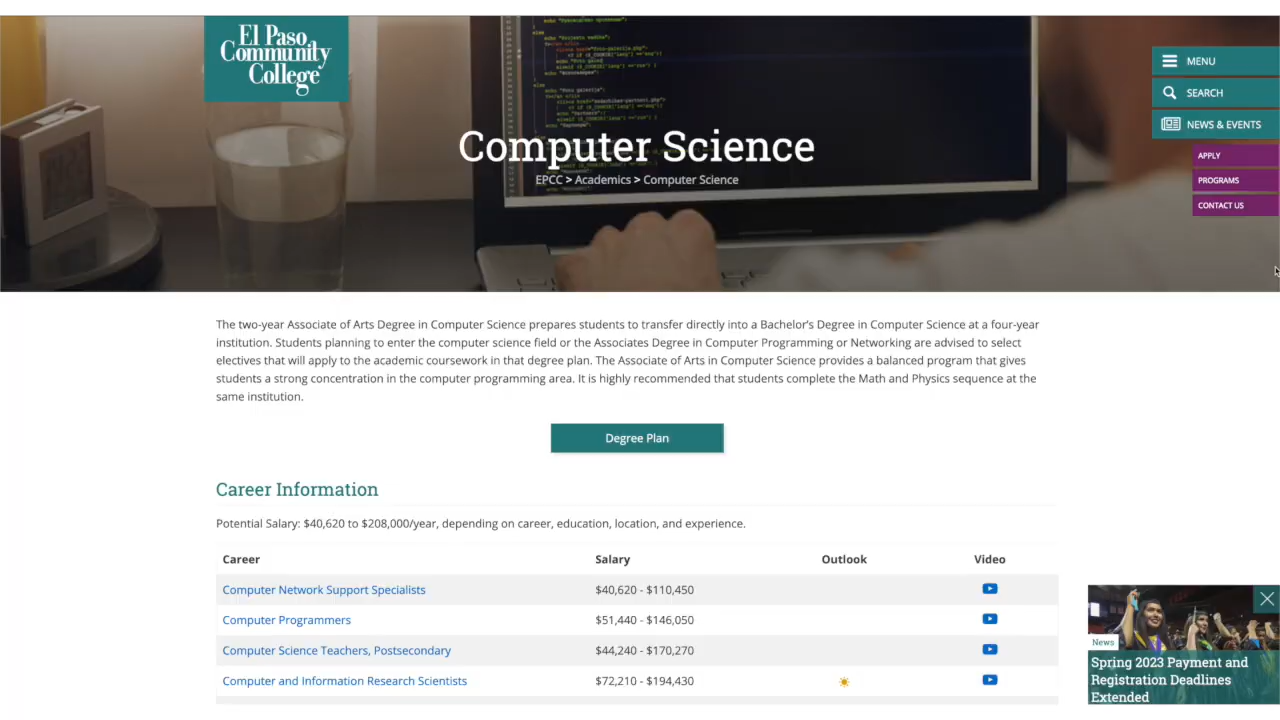 El Paso
Community
College
MENU
SEARCH
NEWS & EVENTS
APPLY
PROGRAMS
CONTACT US
Computer Science
EPCC > Academics > Computer Science
The two-year Associate of Arts Degree in Computer Science prepares students to transfer directly into a Bachelor's Degree in Computer Science at a four-year
institution. Students planning to enter the computer science field or the Associates Degree in Computer Programming or Networking are advised to select
electives that will apply to the academic coursework in that degree plan. The Associate of Arts in Computer Science provides a balanced program that gives
students a strong concentration in the computer programming area. It is highly recommended that students complete the Math and Physics sequence at the
same institution.
Degree Plan
Career Information
Potential Salary: $40,620 to $208,000/year, depending on career, education, location, and experience.
Career Salary Outlook Video
Computer Network Support Specialists $40,620 - $110,450
Computer Programmers $51,440 - $146,050
Computer Science Teachers, Postsecondary $44,240 - $170,270
Computer and Information Research Scientists $72,210 - $194,430
News
Spring 2023 Payment and
Registration Deadlines
Extended